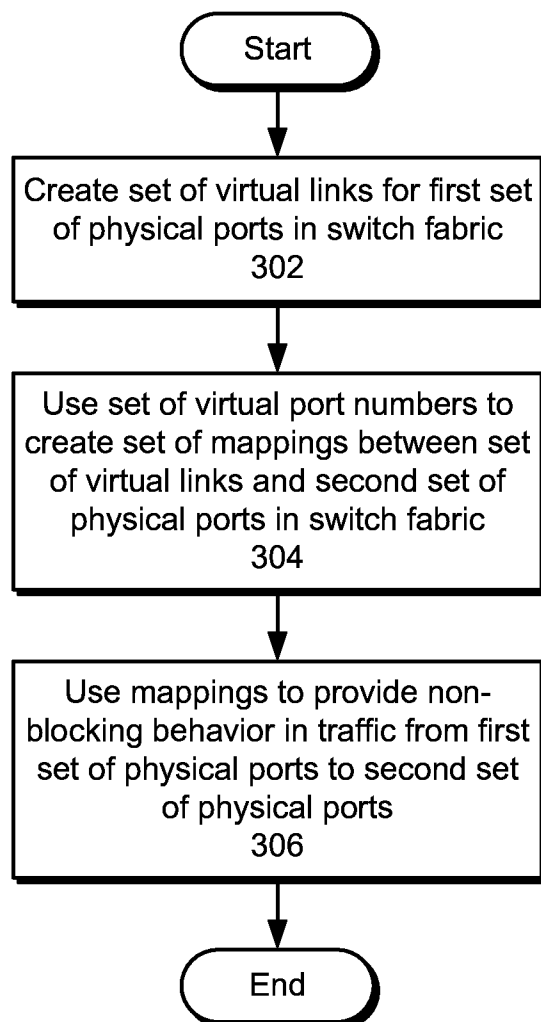 Start
Create set of virtual links for first set
of physical ports in switch fabric
302
Use set of virtual port numbers to
create set of mappings between set
of virtual links and second set of
physical ports in switch fabric
304
Use mappings to provide non-
blocking behavior in traffic from first
set of physical ports to second set
of physical ports
306
End